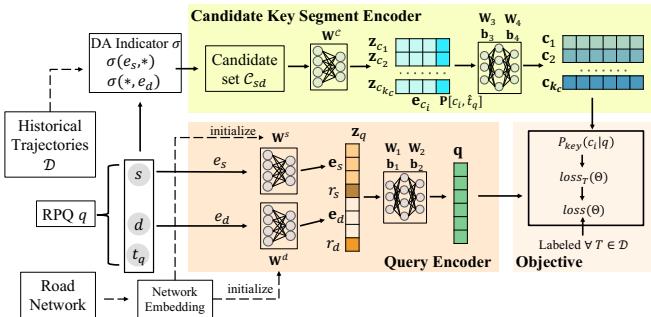 Candidate Key Segment Encoder
DA Indicator σ
σ(e_s,*)
σ(*, e_d)
Candidate
set 𝒞_sd
W^𝒞
z_c1
z_c2
.......
z_ckc
e_ci P[c_i, t̂_q]
W_3 W_4
b_3 b_4
c_1
c_2
.......
c_kc
Historical
Trajectories
𝒟
initialize
W^s
e_s
e_d
W^d
initialize
z_q
e_s
r_s
e_d
r_d
W_1 W_2
b_1 b_2
q
Query Encoder
P_key(c_i|q)
loss_T(Θ)
loss(Θ)
Labeled ∀ T ∈ 𝒟
Objective
RPQ q
s
d
t_q
Road
Network
Network
Embedding